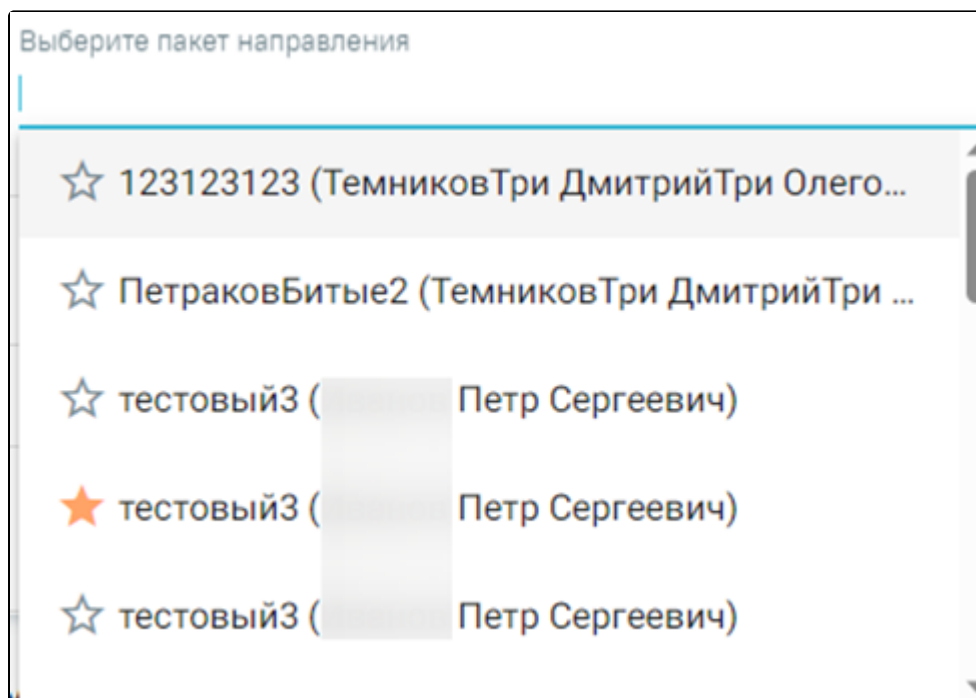 Выберите пакет направления
123123123 (ТемниковТри ДмитрийТри Олего...
ПетраковБитые2 (ТемниковТри ДмитрийТри ...
тестовый3 ( Петр Сергеевич)
тестовый3 ( Петр Сергеевич)
тестовый3 ( Петр Сергеевич)